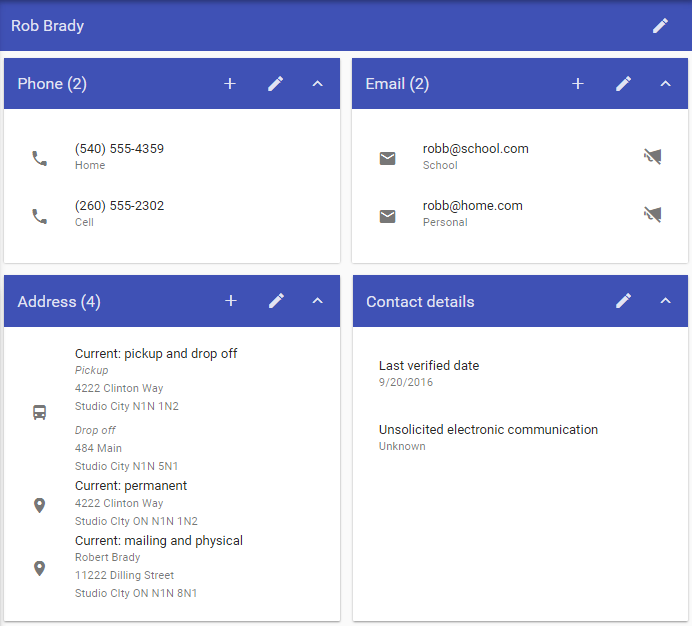 Rob Brady
Phone (2)
(540) 555-4359
Home
(260) 555-2302
Cell
Email (2)
robb@school.com
School
robb@home.com
Personal
Address (4)
Current: pickup and drop off
Pickup
4222 Clinton Way
Studio City N1N 1N2
Drop off
484 Main
Studio City N1N 5N1
Current: permanent
4222 Clinton Way
Studio CIty ON N1N 1N2
Current: mailing and physical
Robert Brady
11222 Dilling Street
Studio CIty ON N1N 8N1
Contact details
Last verified date
9/20/2016
Unsolicited electronic communication
Unknown